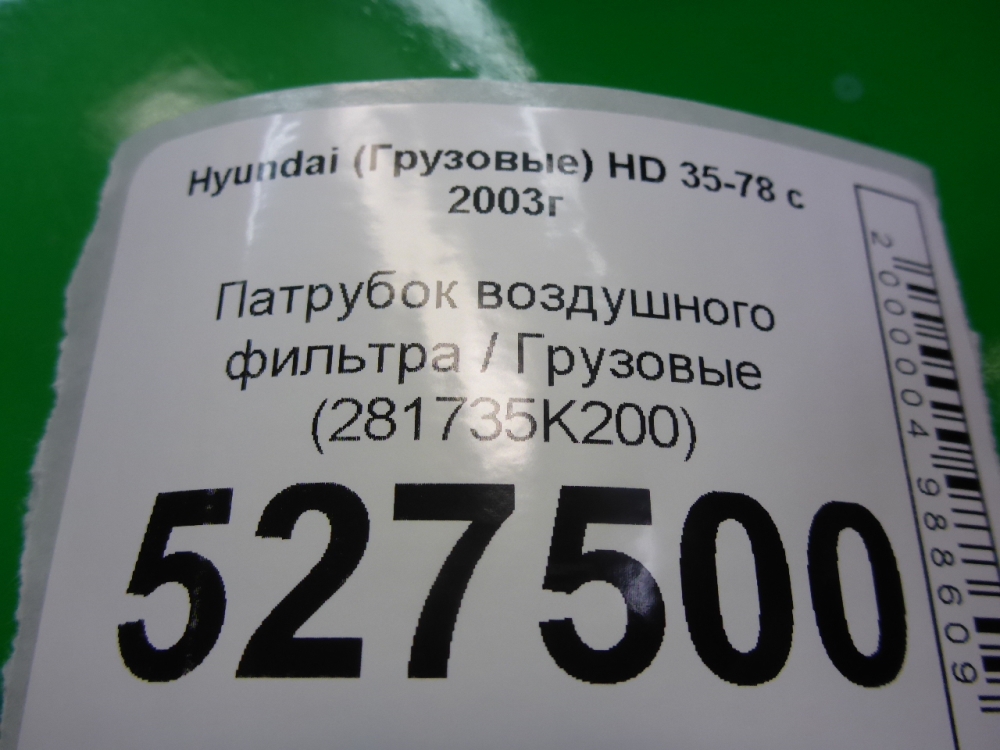 Hyundai (Грузовые) HD 35-78 с
2003г
Патрубок воздушного
фильтра / Грузовые
(281735K200)
527500
2000004988609